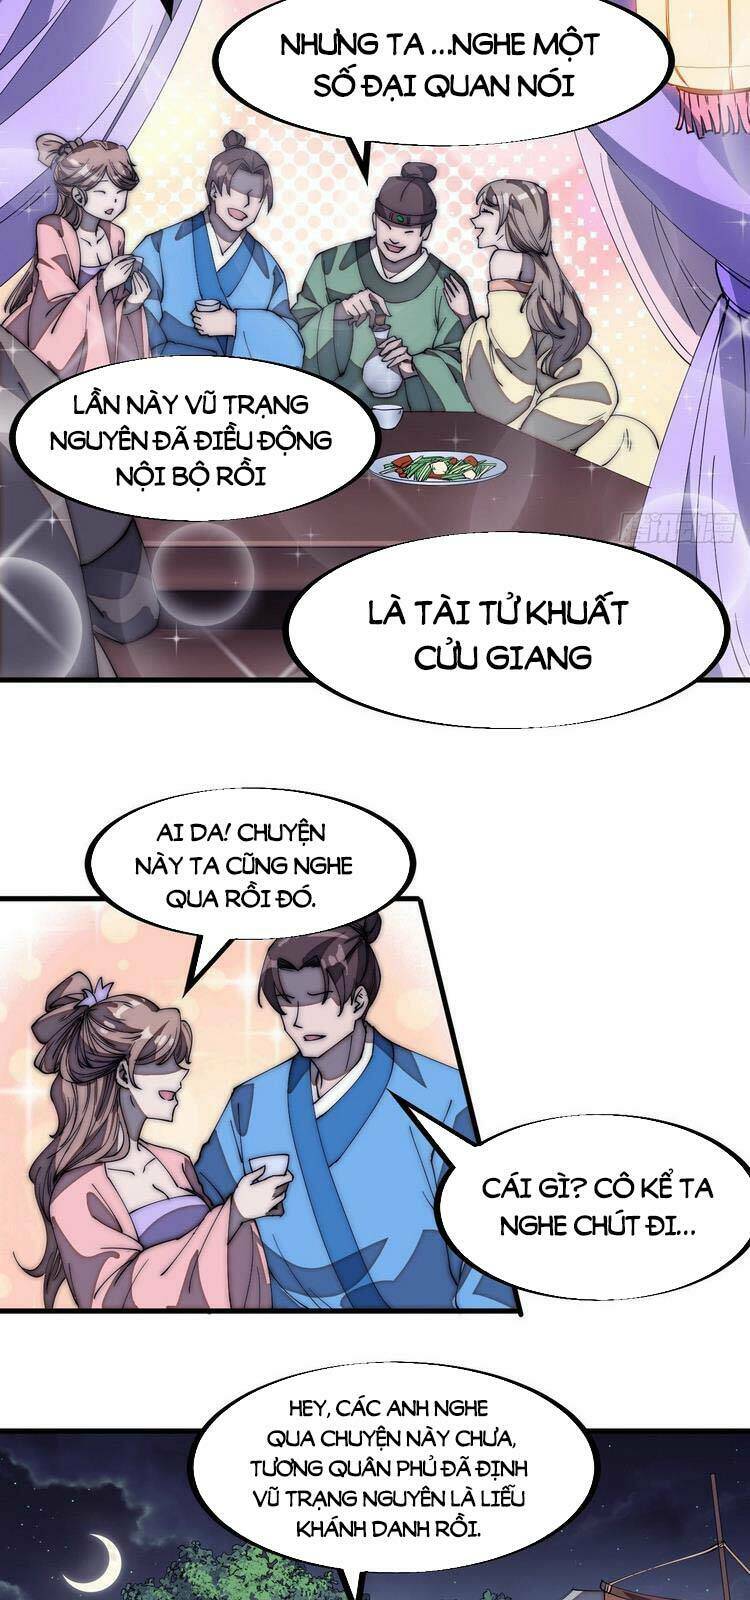 NHƯNG TA ...NGHE MỘT
SỐ ĐẠI QUAN NÓI
LẦN NÀY VŨ TRẠNG
NGUYÊN ĐÃ ĐIỀU ĐỘNG
NỘI BỘ RỒI
LÀ TÀI TỬ KHUẤT
CỬU GIANG
AI DA! CHUYỆN
NÀY TA CŨNG NGHE
QUA RỒI ĐÓ.
CÁI GÌ? CÔ KỂ TA
NGHE CHÚT ĐI...
HEY, CÁC ANH NGHE
QUA CHUYỆN NÀY CHƯA,
TƯƠNG QUÂN PHỦ ĐÃ ĐỊNH
VŨ TRẠNG NGUYÊN LÀ LIỄU
KHÁNH DANH RỒI.